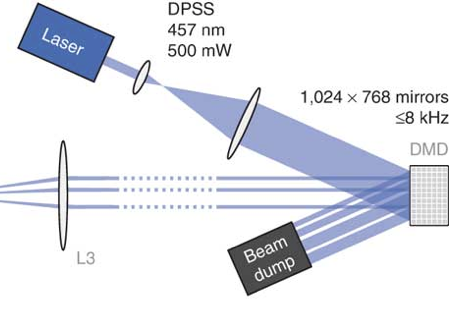 DPSS
457 nm
500 mW
Laser
1,024 × 768 mirrors
≤8 kHz
DMD
L3
Beam
dump